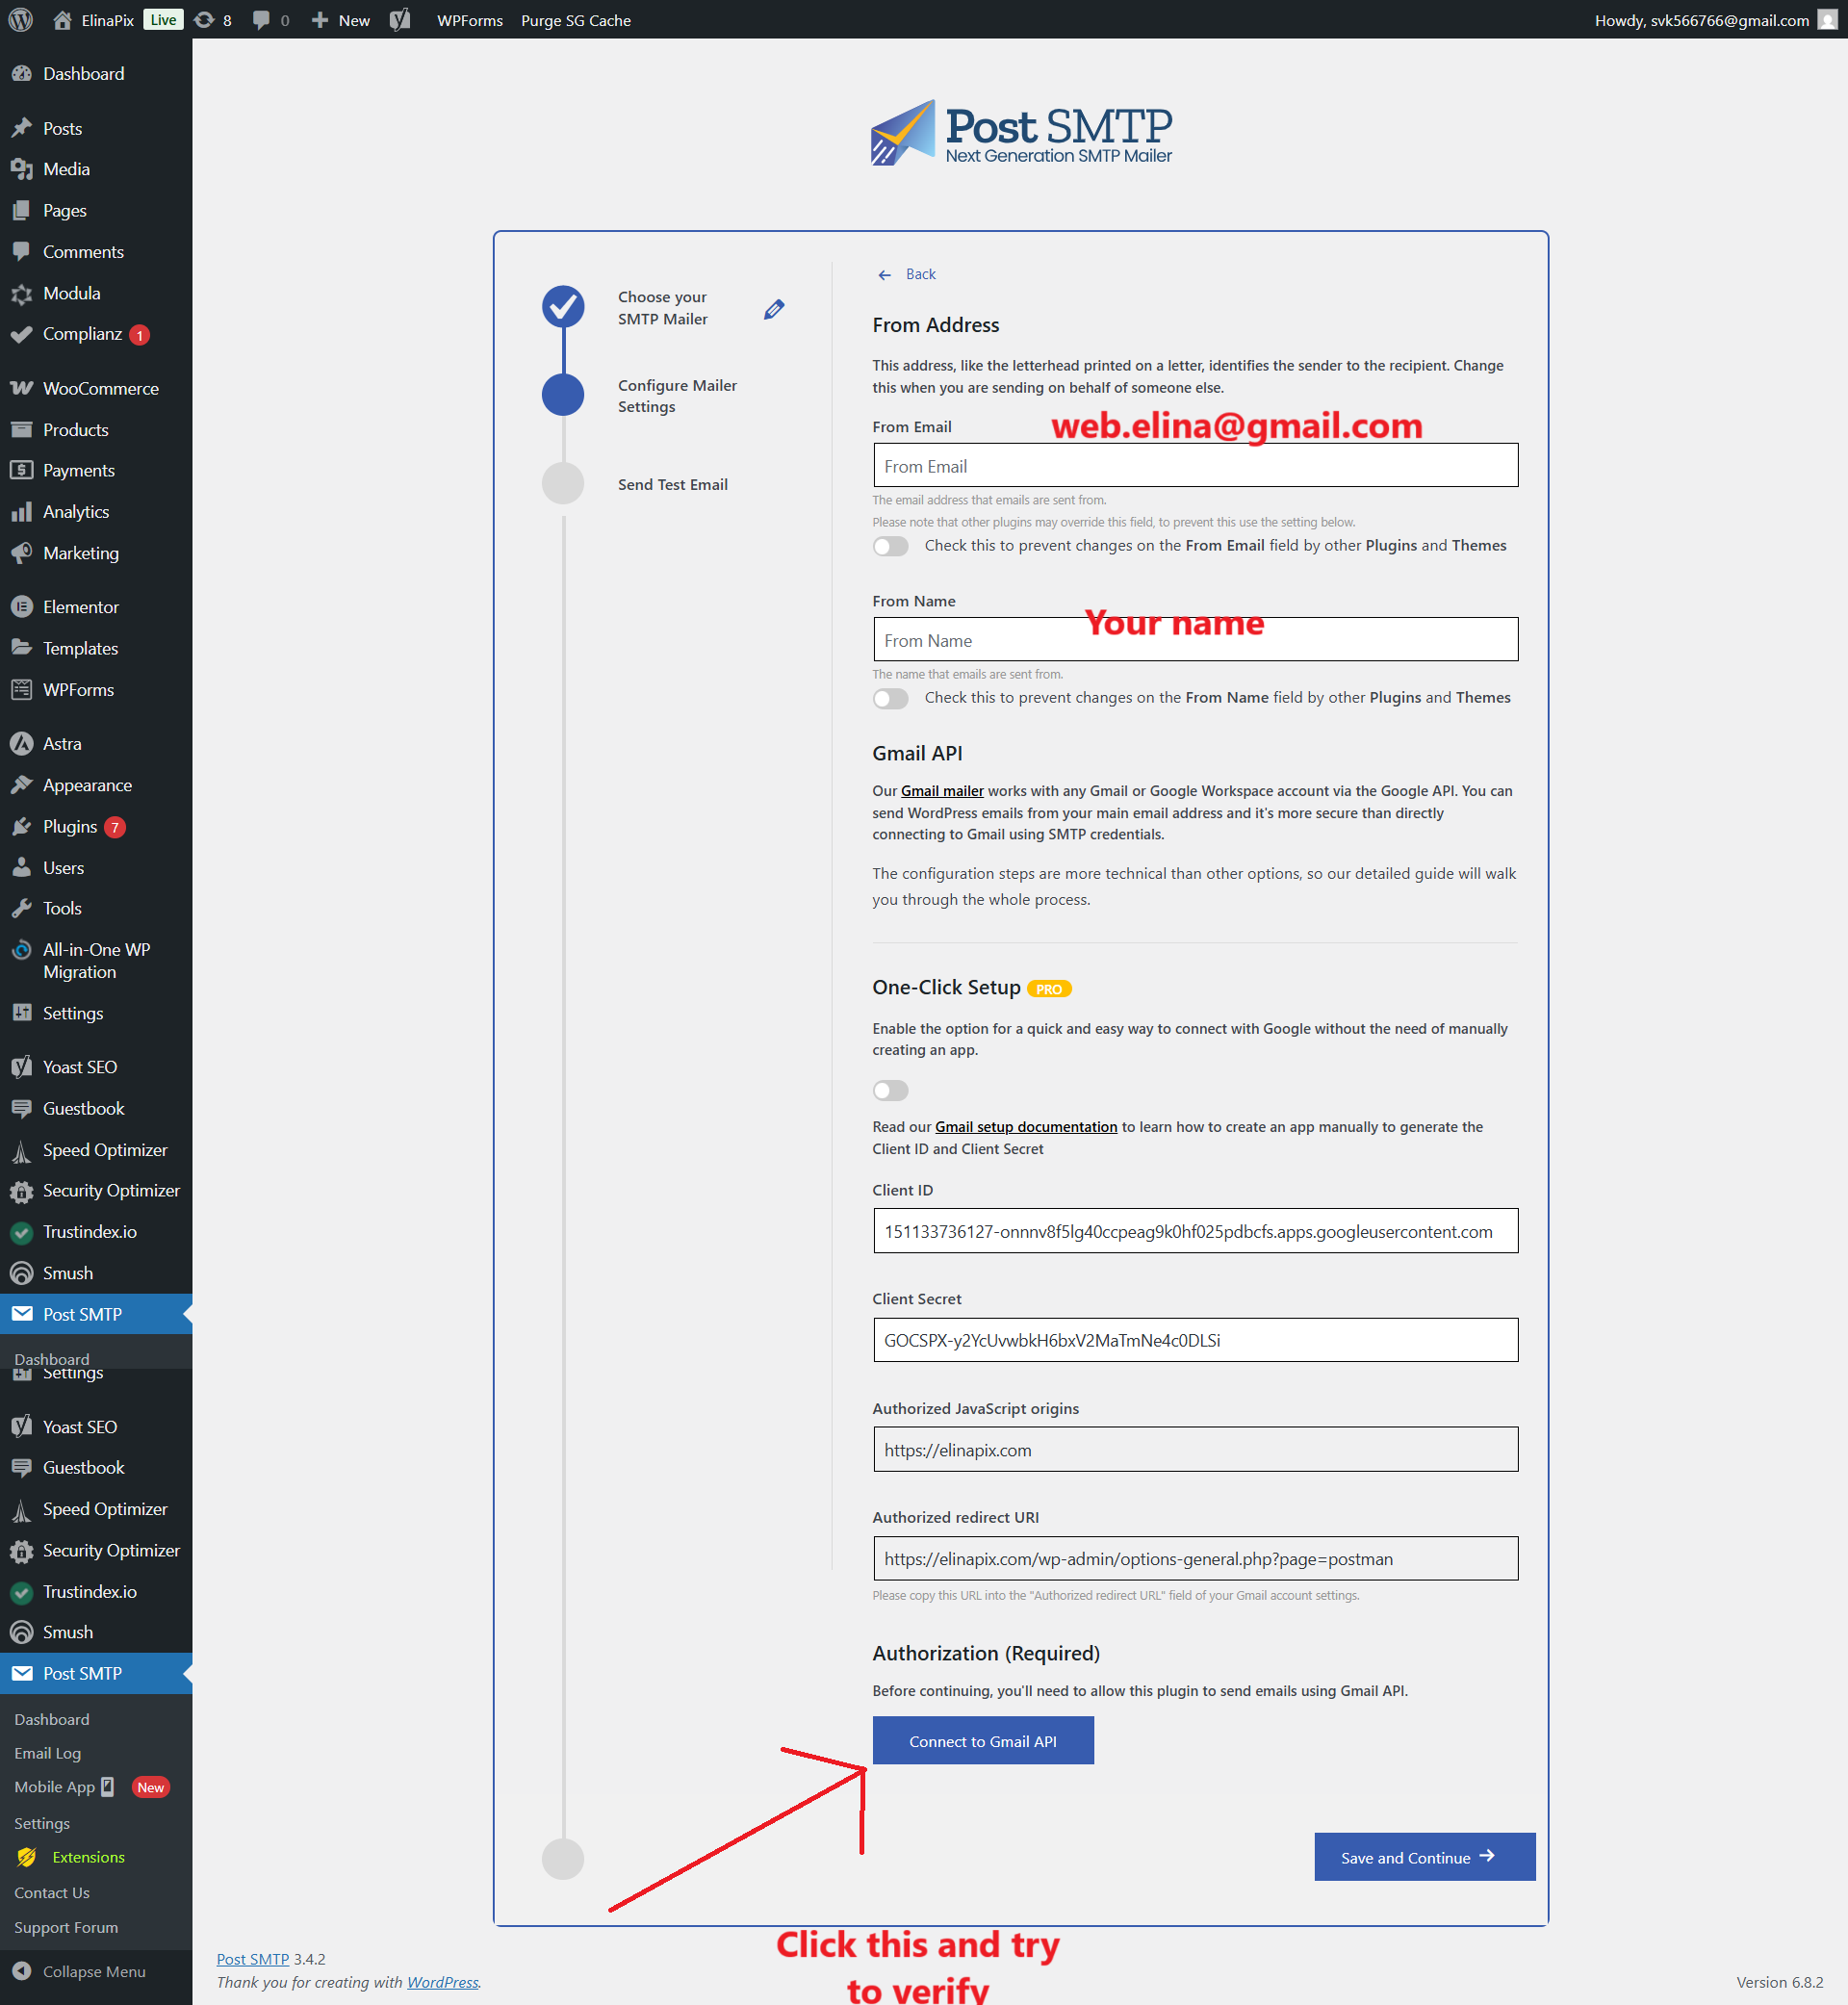 ElinaPix Live 8 0 New WPForms Purge SG Cache Howdy, svk566766@gmail.com
Dashboard
Posts
Media
Pages
Comments
Modula
Complianz 1
WooCommerce
Products
Payments
Analytics
Marketing
Elementor
Templates
WPForms
Astra
Appearance
Plugins 7
Users
Tools
All-in-One WP
Migration
Settings
Yoast SEO
Guestbook
Speed Optimizer
Security Optimizer
Trustindex.io
Smush
Post SMTP
Dashboard
Settings
Yoast SEO
Guestbook
Speed Optimizer
Security Optimizer
Trustindex.io
Smush
Post SMTP
Dashboard
Email Log
Mobile App New
Settings
Extensions
Contact Us
Support Forum
Collapse Menu
Post SMTP
Next Generation SMTP Mailer
Choose your
SMTP Mailer
Configure Mailer
Settings
Send Test Email
Back
From Address
This address, like the letterhead printed on a letter, identifies the sender to the recipient. Change
this when you are sending on behalf of someone else.
From Email
web.elina@gmail.com
From Email
The email address that emails are sent from.
Please note that other plugins may override this field, to prevent this use the setting below.
Check this to prevent changes on the From Email field by other Plugins and Themes
From Name
Your name
From Name
The name that emails are sent from.
Check this to prevent changes on the From Name field by other Plugins and Themes
Gmail API
Our Gmail mailer works with any Gmail or Google Workspace account via the Google API. You can
send WordPress emails from your main email address and it's more secure than directly
connecting to Gmail using SMTP credentials.
The configuration steps are more technical than other options, so our detailed guide will walk
you through the whole process.
One-Click Setup PRO
Enable the option for a quick and easy way to connect with Google without the need of manually
creating an app.
Read our Gmail setup documentation to learn how to create an app manually to generate the
Client ID and Client Secret
Client ID
151133736127-onnnv8f5lg40ccpeag9k0hf025pdbcfs.apps.googleusercontent.com
Client Secret
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
Authorized JavaScript origins
https://elinapix.com
Authorized redirect URI
https://elinapix.com/wp-admin/options-general.php?page=postman
Please copy this URL into the "Authorized redirect URL" field of your Gmail account settings.
Authorization (Required)
Before continuing, you'll need to allow this plugin to send emails using Gmail API.
Connect to Gmail API
Save and Continue
Click this and try
to verify
Post SMTP 3.4.2
Thank you for creating with WordPress.
Version 6.8.2